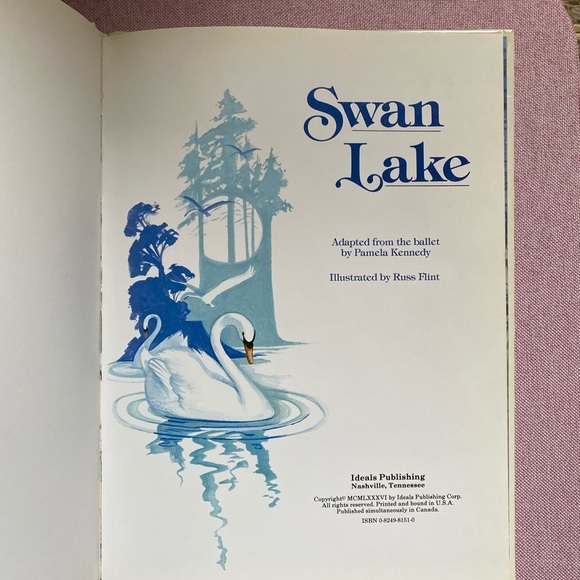 Swan
Lake
Adapted from the ballet
by Pamela Kennedy
Illustrated by Russ Flint
Ideals Publishing
Nashville, Tennessee
Copyright© MCMLXXXVI by Ideals Publishing Corp.
All rights reserved. Printed and bound in U.S.A.
Published simultaneously in Canada.
ISBN 0-8249-8151-0